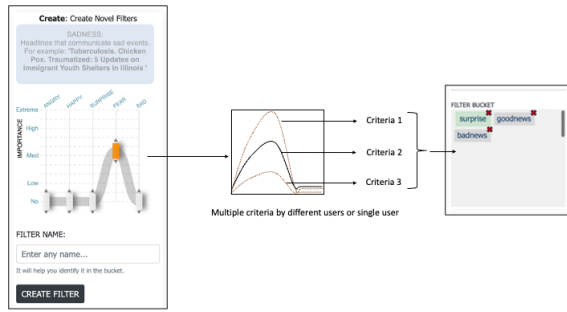 Create: Create Novel Filters
SADNESS:
Headlines that communicate sad events.
For example: 'Tuberculosis. Chicken
Pox. Traumatized: 5 Updates on
Immigrant Youth Shelters in Illinois '
ANGRY
HAPPY
SURPRISE
FEAR
SAD
IMPORTANCE
Extreme
High
Med
Low
No
FILTER NAME:
Enter any name...
It will help you identify it in the bucket.
CREATE FILTER
Criteria 1
Criteria 2
Criteria 3
Multiple criteria by different users or single user
FILTER BUCKET
surprise goodnews
badnews